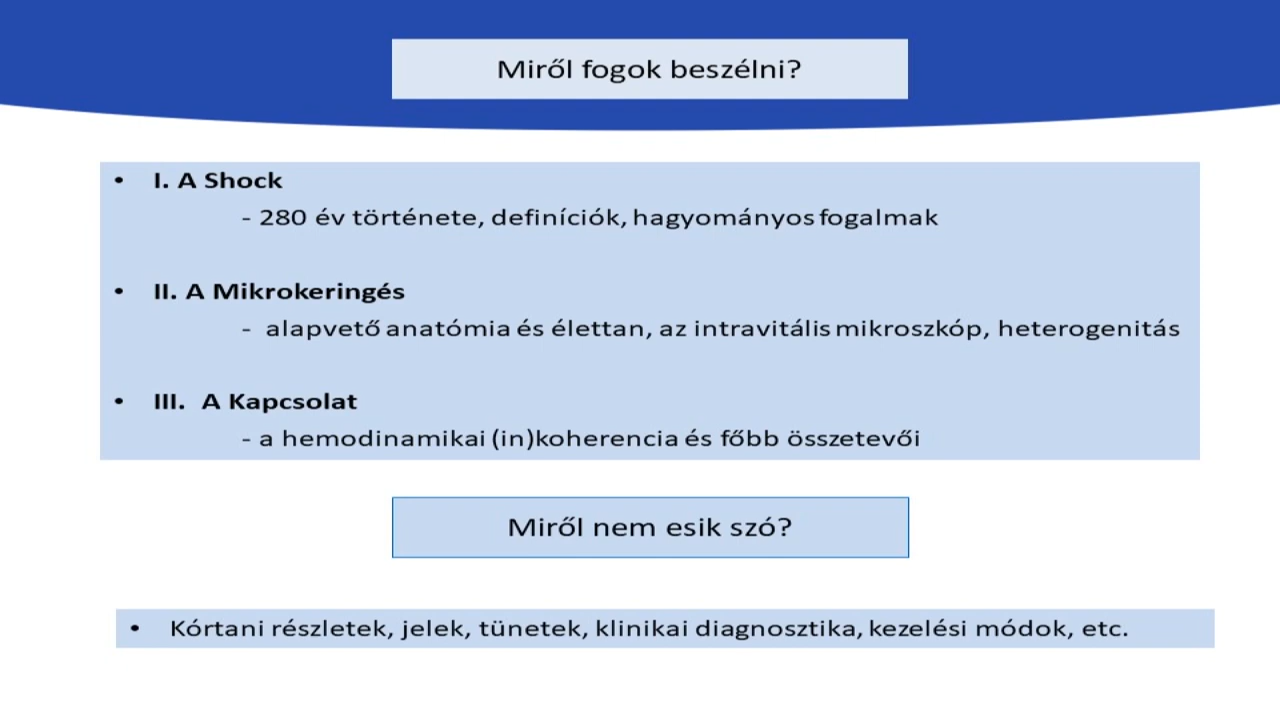 Miről fogok beszélni?
• I. A Shock
- 280 év története, definíciók, hagyományos fogalmak
• II. A Mikrokeringés
- alapvető anatómia és élettan, az intravitális mikroszkóp, heterogenitás
• III. A Kapcsolat
- a hemodinamikai (in)koherencia és főbb összetevői
Miről nem esik szó?
• Kórtani részletek, jelek, tünetek, klinikai diagnosztika, kezelési módok, etc.